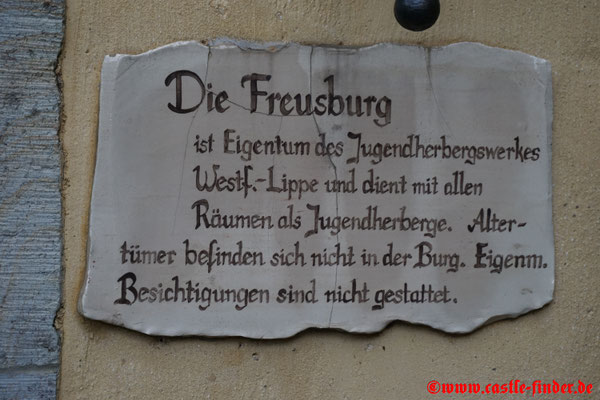 Die Freusburg
ist Eigentum des Jugendherbergswerkes
Westf.-Lippe und dient mit allen
Räumen als Jugendherberge. Alter-
tümer befinden sich nicht in der Burg. Eigenm.
Besichtigungen sind nicht gestattet.
©www.castle-finder.de